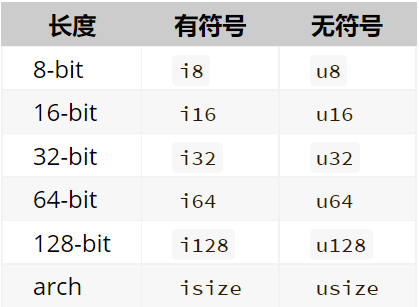 长度 有符号 无符号
8-bit i8 u8
16-bit i16 u16
32-bit i32 u32
64-bit i64 u64
128-bit i128 u128
arch isize usize